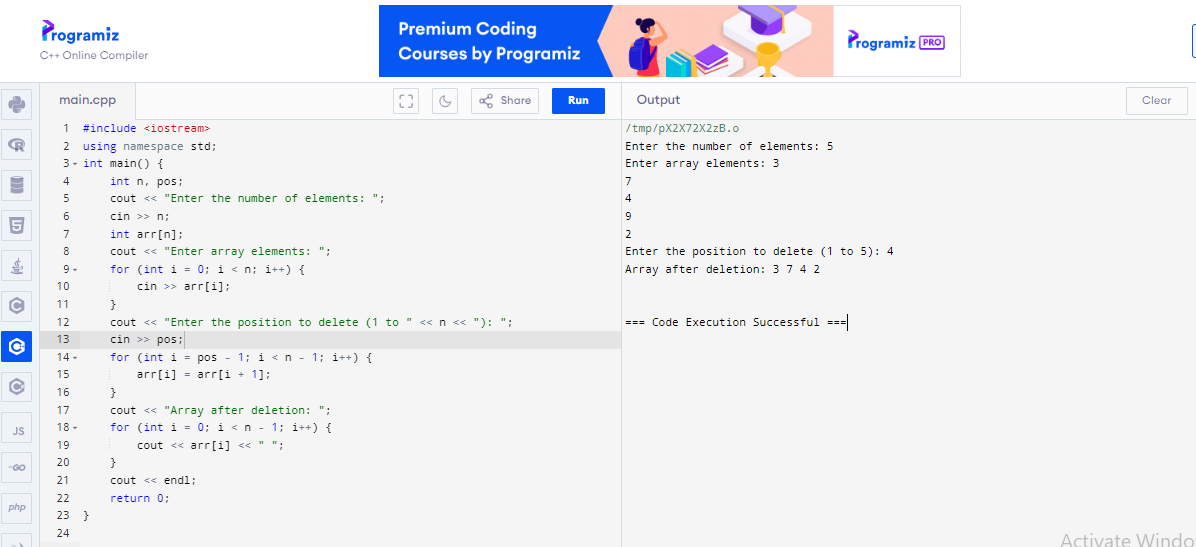 Programiz
C++ Online Compiler
Premium Coding
Courses by Programiz
Programiz PRO
main.cpp
Share
Run
Output
Clear
1 #include <iostream>
2 using namespace std;
3 int main() {
4     int n, pos;
5     cout << "Enter the number of elements: ";
6     cin >> n;
7     int arr[n];
8     cout << "Enter array elements: ";
9     for (int i = 0; i < n; i++) {
10         cin >> arr[i];
11     }
12     cout << "Enter the position to delete (1 to " << n << "): ";
13     cin >> pos;
14     for (int i = pos - 1; i < n - 1; i++) {
15         arr[i] = arr[i + 1];
16     }
17     cout << "Array after deletion: ";
18     for (int i = 0; i < n - 1; i++) {
19         cout << arr[i] << " ";
20     }
21     cout << endl;
22     return 0;
23 }
24
/tmp/pX2X72X2zB.o
Enter the number of elements: 5
Enter array elements: 3
7
4
9
2
Enter the position to delete (1 to 5): 4
Array after deletion: 3 7 4 2
=== Code Execution Successful ===
JS
GO
php
Activate Windo